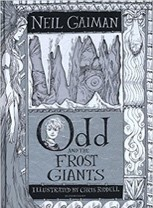 NEIL GAIMAN
ODD
AND THE
FROST
GIANTS
ILLUSTRATED BY CHRIS RIDDELL